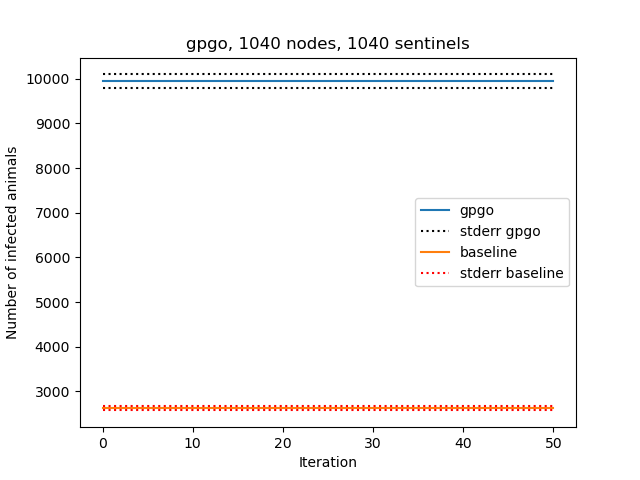 gpgo, 1040 nodes, 1040 sentinels
10000
9000
8000
7000
6000
5000
4000
3000
Number of infected animals
gpgo
stderr gpgo
baseline
stderr baseline
0 10 20 30 40 50
Iteration